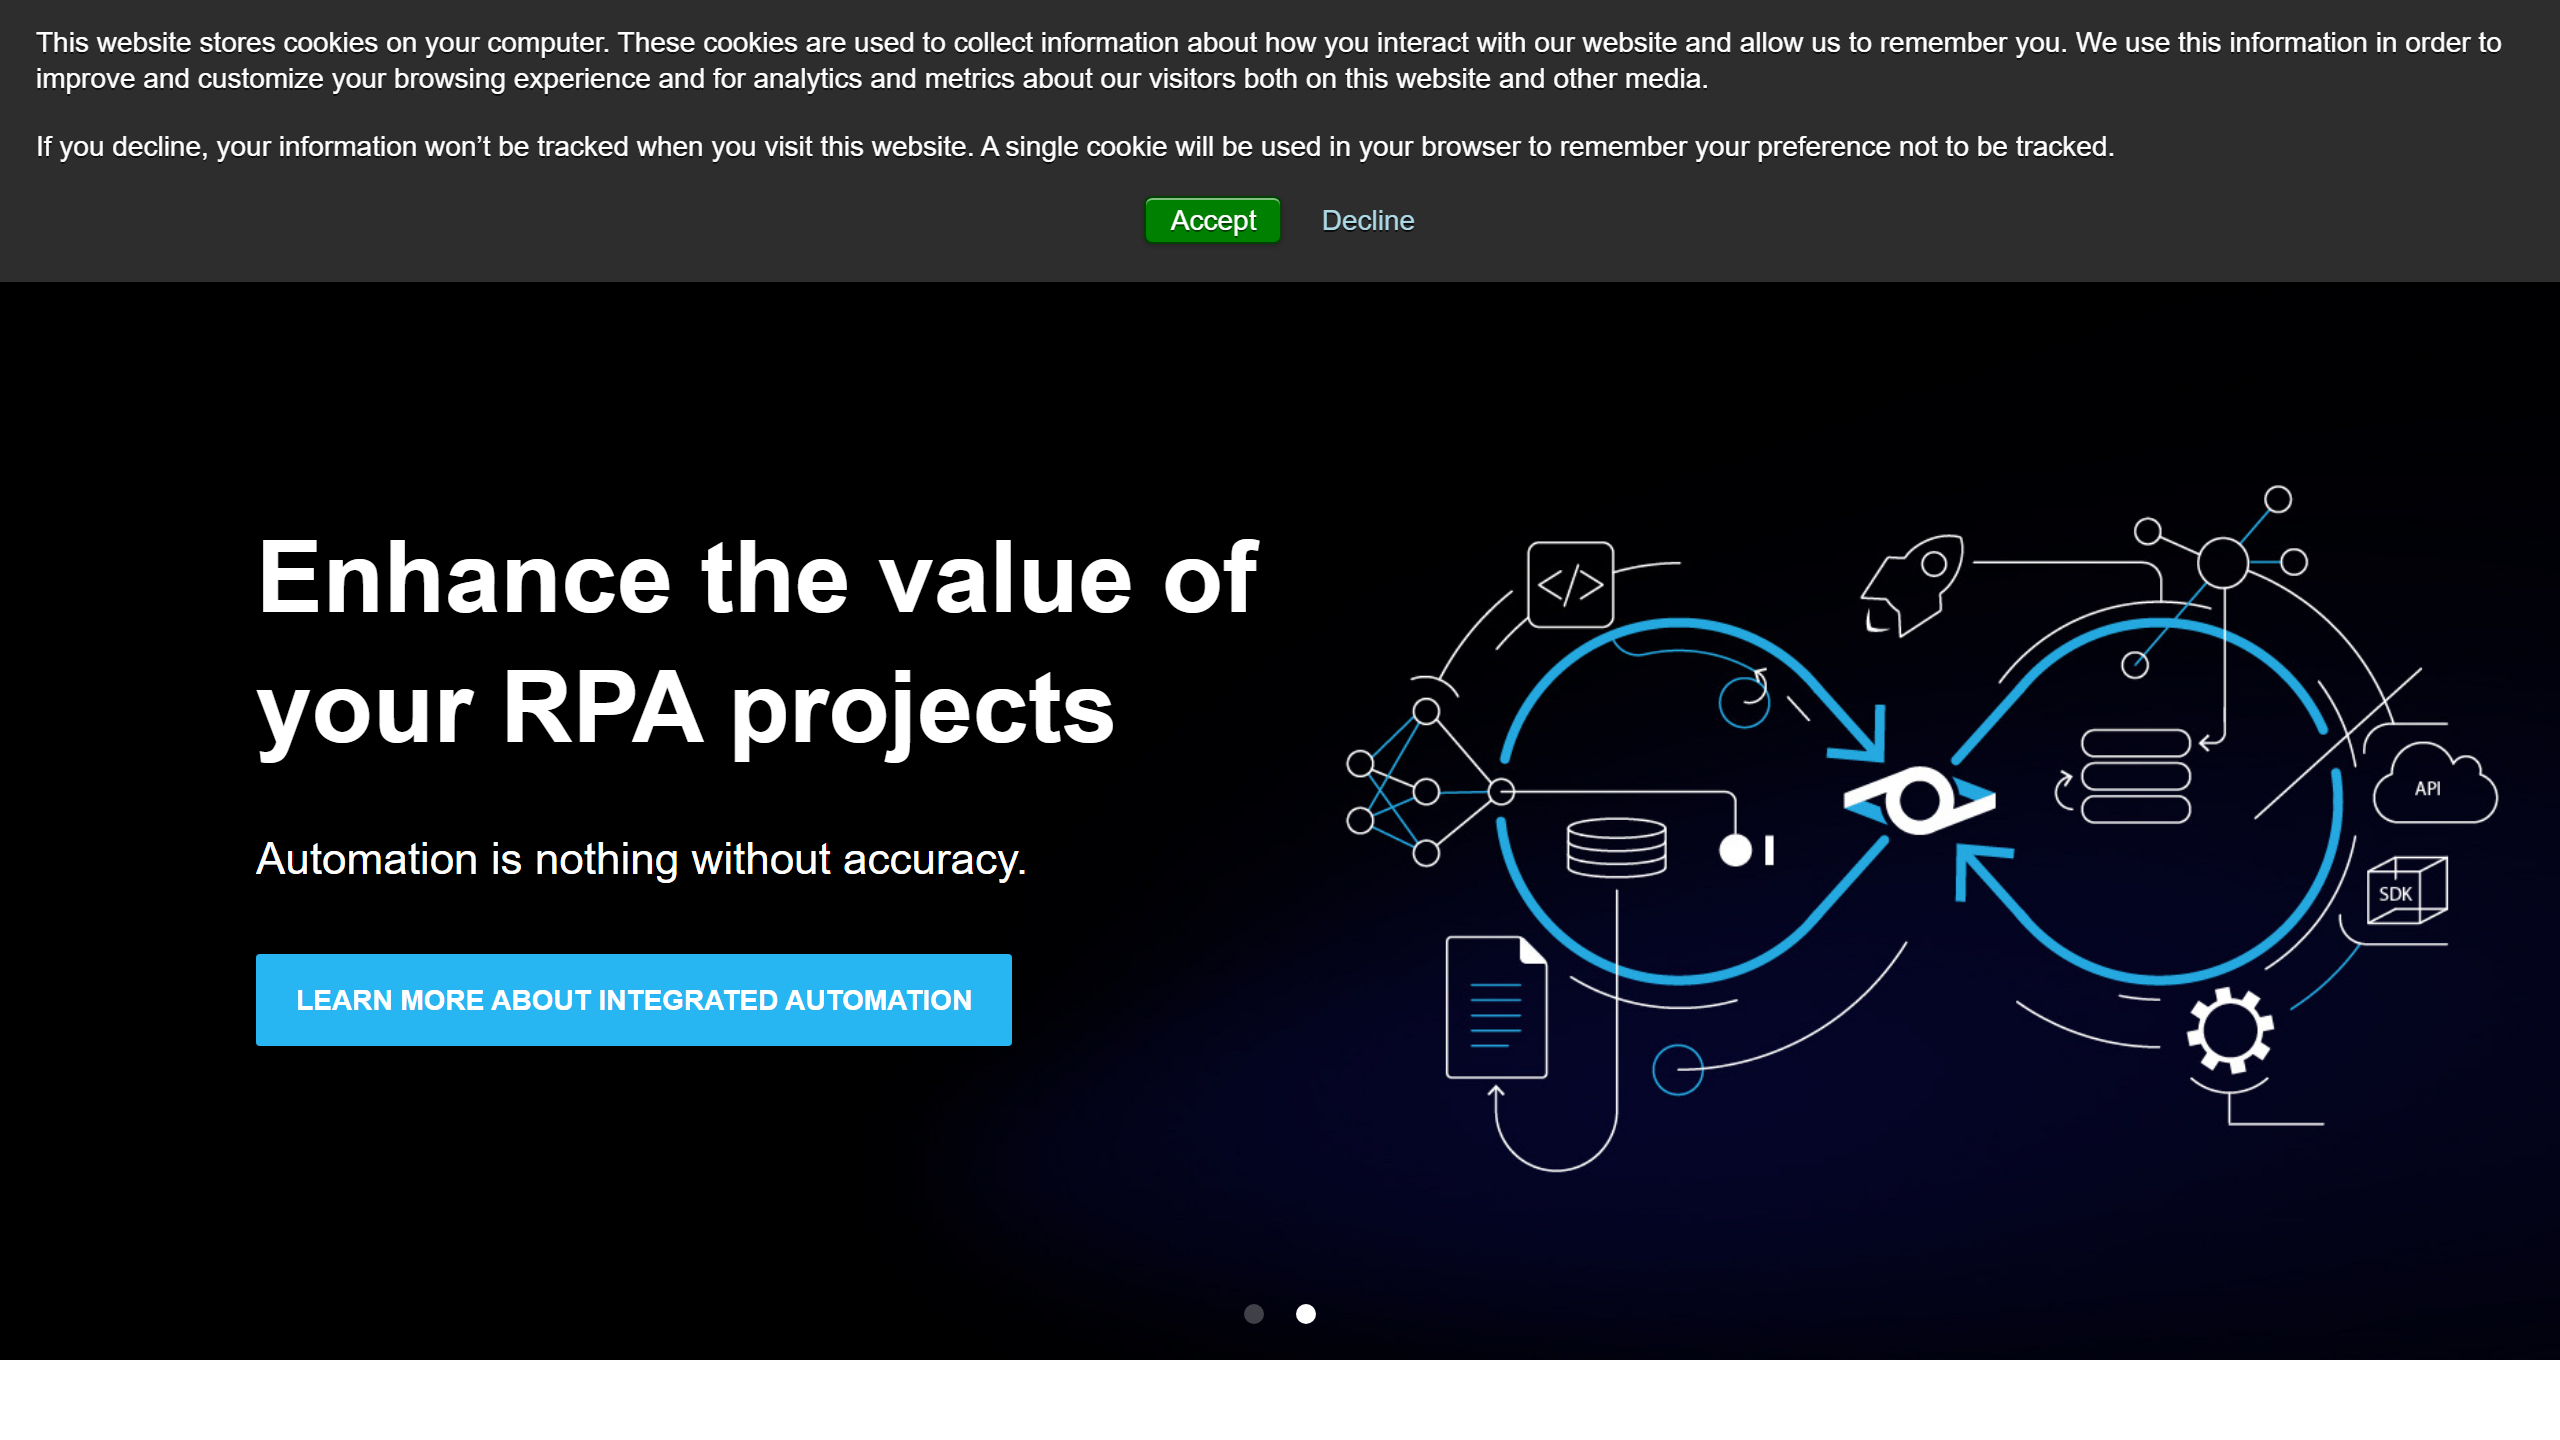 This website stores cookies on your computer. These cookies are used to collect information about how you interact with our website and allow us to remember you. We use this information in order to
improve and customize your browsing experience and for analytics and metrics about our visitors both on this website and other media.
If you decline, your information won’t be tracked when you visit this website. A single cookie will be used in your browser to remember your preference not to be tracked.
Accept Decline
Enhance the value of
your RPA projects
Automation is nothing without accuracy.
LEARN MORE ABOUT INTEGRATED AUTOMATION
</>
API
SDK